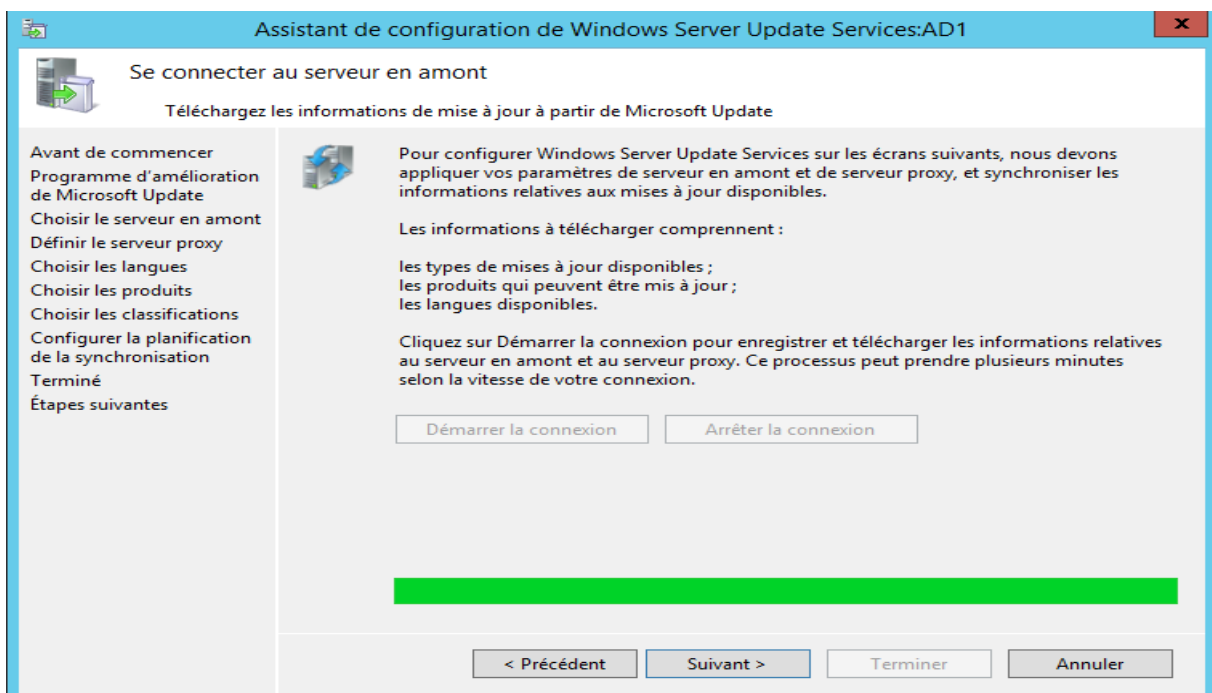 Assistant de configuration de Windows Server Update Services:AD1
x
Se connecter au serveur en amont
Téléchargez les informations de mise à jour à partir de Microsoft Update
Avant de commencer
Programme d'amélioration
de Microsoft Update
Choisir le serveur en amont
Définir le serveur proxy
Choisir les langues
Choisir les produits
Choisir les classifications
Configurer la planification
de la synchronisation
Terminé
Étapes suivantes
Pour configurer Windows Server Update Services sur les écrans suivants, nous devons
appliquer vos paramètres de serveur en amont et de serveur proxy, et synchroniser les
informations relatives aux mises à jour disponibles.
Les informations à télécharger comprennent :
les types de mises à jour disponibles ;
les produits qui peuvent être mis à jour ;
les langues disponibles.
Cliquez sur Démarrer la connexion pour enregistrer et télécharger les informations relatives
au serveur en amont et au serveur proxy. Ce processus peut prendre plusieurs minutes
selon la vitesse de votre connexion.
Démarrer la connexion
Arrêter la connexion
< Précédent
Suivant >
Terminer
Annuler